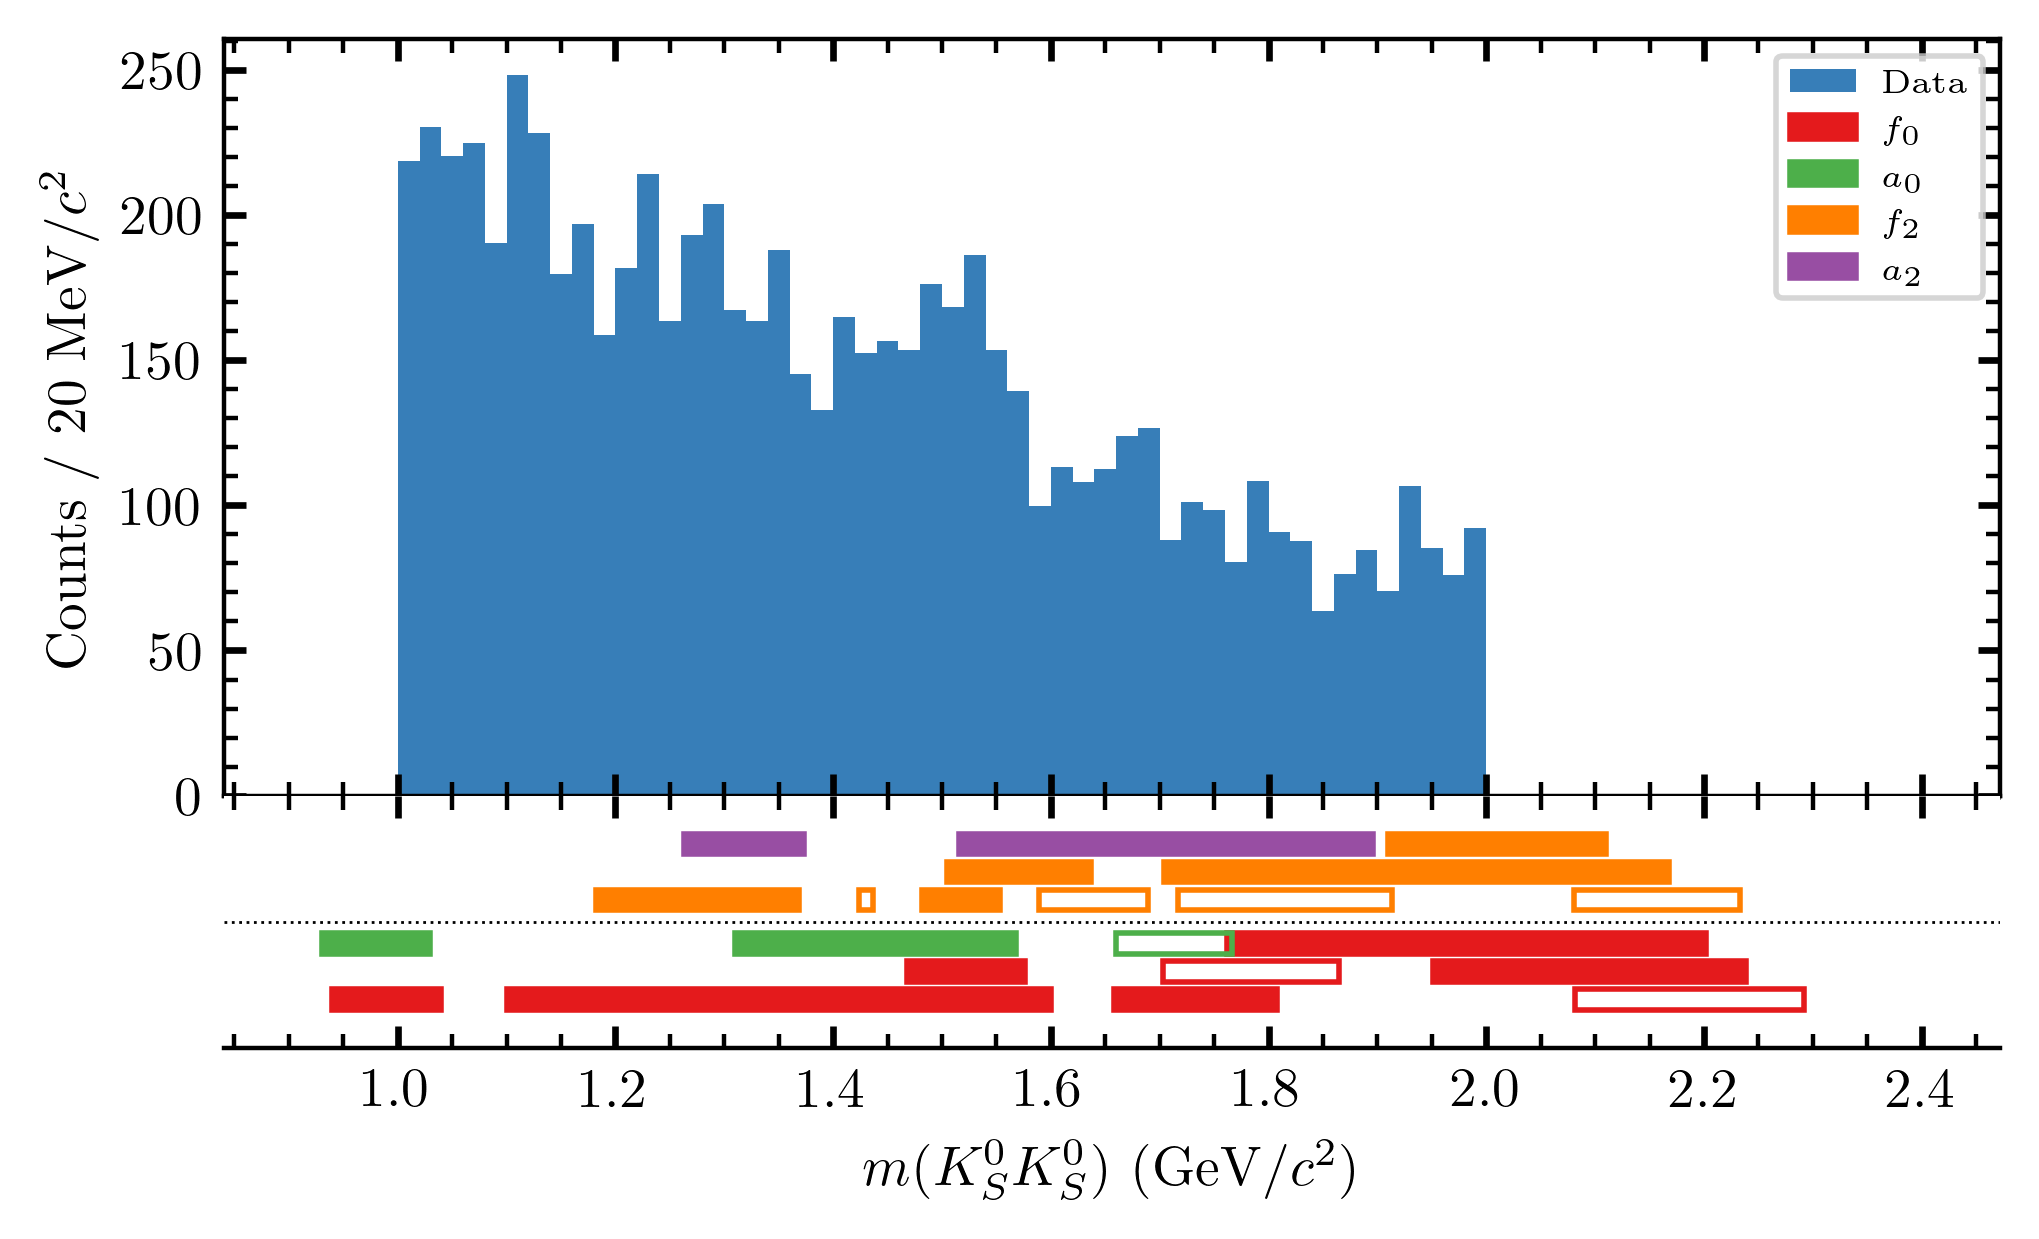 Counts / 20 MeV/c²
250
200
150
100
50
0
Data
f₀
a₀
f₂
a₂
1.0 1.2 1.4 1.6 1.8 2.0 2.2 2.4
m(K⁰_S K⁰_S) (GeV/c²)